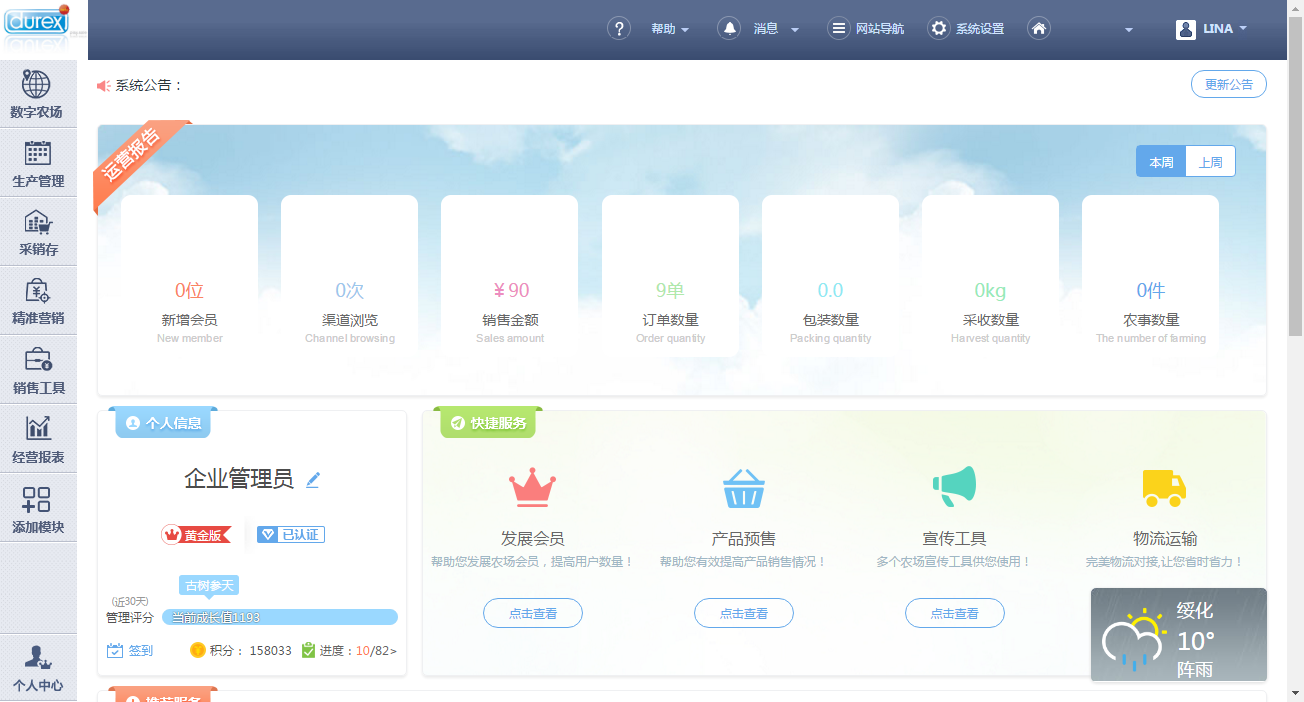 durex
? 帮助 消息 网站导航 系统设置 LINA
数字农场
生产管理
采销存
精准营销
销售工具
经营报表
添加模块
个人中心
系统公告：
更新公告
运营报告
本周 上周
0位
新增会员
New member
0次
渠道浏览
Channel browsing
￥90
销售金额
Sales amount
9单
订单数量
Order quantity
0.0
包装数量
Packing quantity
0kg
采收数量
Harvest quantity
0件
农事数量
The number of farming
个人信息
企业管理员
黄金版 已认证
古树参天
(近30天)
管理评分 当前成长值1193
签到 积分： 158033 进度：10/82>
快捷服务
发展会员
帮助您发展农场会员，提高用户数量！
点击查看
产品预售
帮助您有效提高产品销售情况！
点击查看
宣传工具
多个农场宣传工具供您使用！
点击查看
物流运输
完美物流对接,让您省时省力！
绥化
10°
阵雨
推荐服务